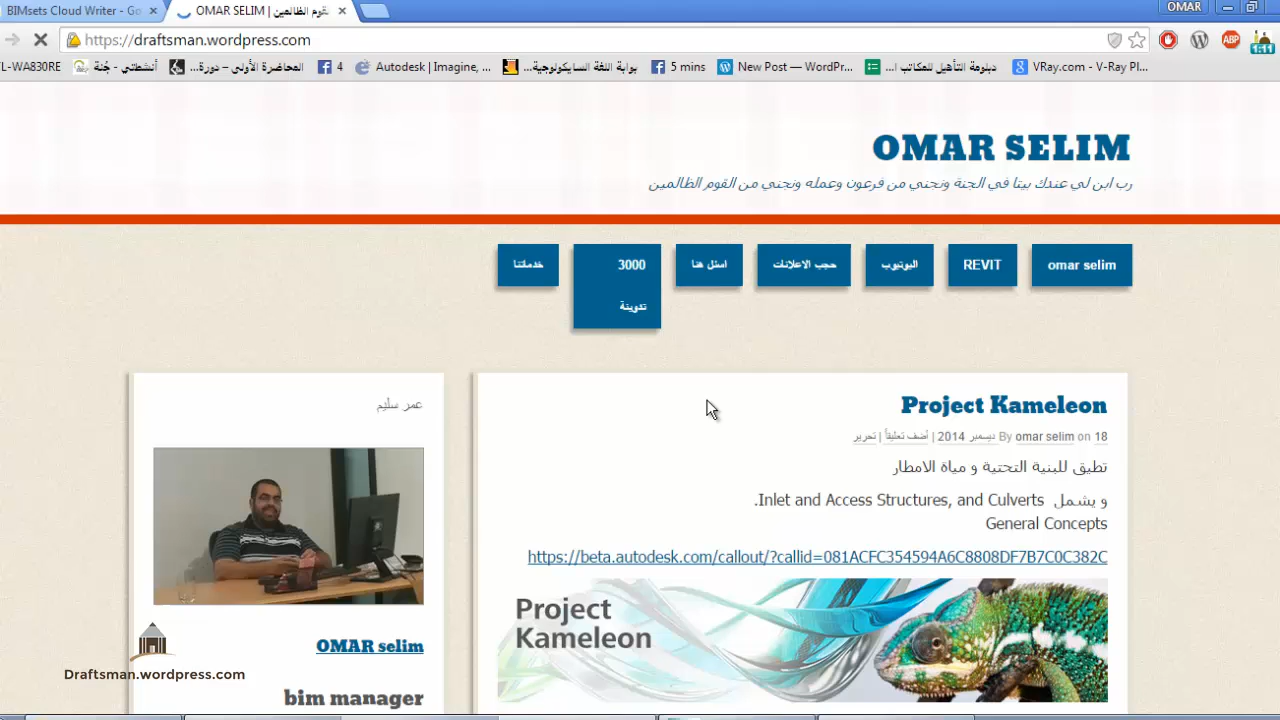 BIMsets Cloud Writer - Go
OMAR SELIM | قوم الظالمين
OMAR
https://draftsman.wordpress.com
ABP
1:11
L-WA830RE
أنشطتي - جُنة
المحاضرة الأولى – دورة...
4
Autodesk | Imagine, ...
بوابة اللغة السايكولوجية...
5 mins
New Post — WordPr...
دبلومة التأهيل للمكاتب ا...
VRay.com - V-Ray Pl...
OMAR SELIM
رب ابن لي عندك بيتا في الجنة ونجني من فرعون وعمله ونجني من القوم الظالمين
omar selim
REVIT
اليوتيوب
حجب الاعلانات
اسئل هنا
3000
تدوينة
خدماتنا
Project Kameleon
By omar selim on 18 ديسمبر 2014 | أضف تعليقاً | تحرير
تطيق للبنية التحتية و مياة الامطار
و يشمل Inlet and Access Structures, and Culverts.
General Concepts
https://beta.autodesk.com/callout/?callid=081ACFC354594A6C8808DF7B7C0C382C
Project
Kameleon
عمر سليم
OMAR selim
bim manager
Draftsman.wordpress.com